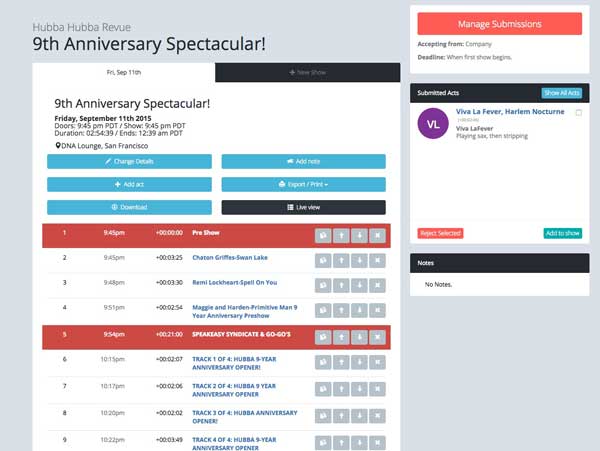 Hubba Hubba Revue
9th Anniversary Spectacular!
Fri, Sep 11th
+ New Show
9th Anniversary Spectacular!
Friday, September 11th 2015
Doors: 9:45 pm PDT / Show: 9:45 pm PDT
Duration: 02:54:39 / Ends: 12:39 am PDT
DNA Lounge, San Francisco
Change Details
Add note
Add act
Export / Print
Download
Live view
1 9:45pm +00:00:00 Pre Show
2 9:45pm +00:03:25 Chaton Griffes-Swan Lake
3 9:48pm +00:03:30 Remi Lockheart-Spell On You
4 9:51pm +00:02:54 Maggie and Harden-Primitive Man 9
Year Anniversary Preshow
5 9:54pm +00:21:00 SPEAKEASY SYNDICATE & GO-GO'S
6 10:15pm +00:02:07 TRACK 1 OF 4: HUBBA 9-YEAR
ANNIVERSARY OPENER!
7 10:17pm +00:02:06 TRACK 2 OF 4: HUBBA 9 YEAR
ANNIVERSARY OPENER
8 10:20pm +00:02:02 TRACK 3 OF 4: HUBBA ANNIVERSARY
OPENER!
9 10:22pm +00:03:49 TRACK 4 OF 4: HUBBA 9-YEAR
ANNIVERSARY OPENER!
Manage Submissions
Accepting from: Company
Deadline: When first show begins.
Submitted Acts
Show All Acts
VL
Viva La Fever, Harlem Nocturne
Viva LaFever
Playing sax, then stripping
Reject Selected
Add to show
Notes
No Notes.